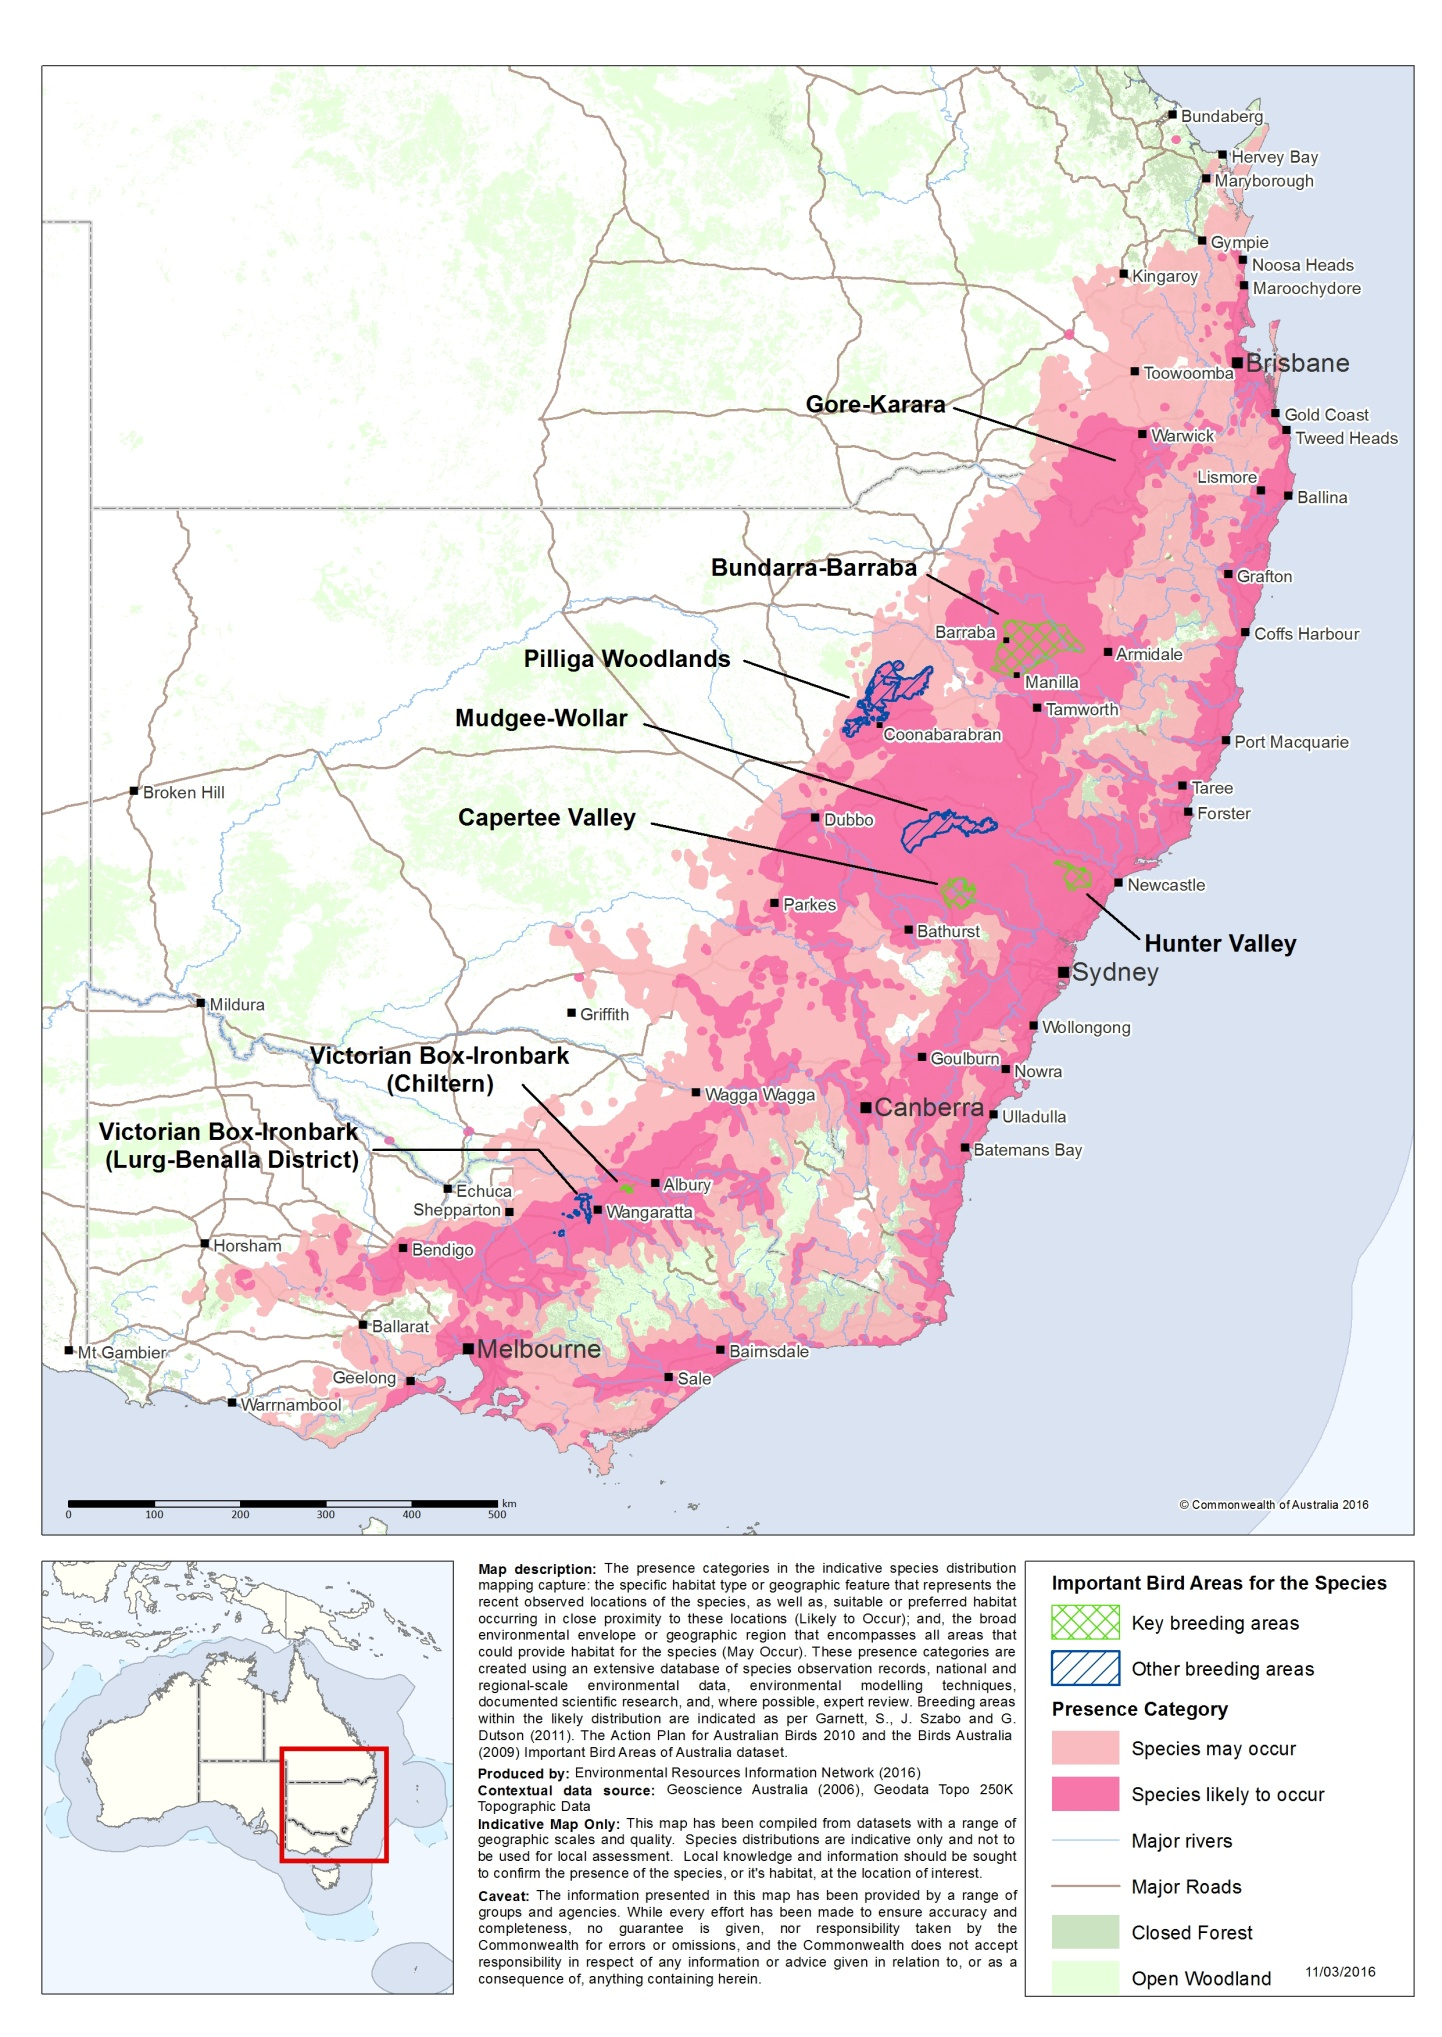 Bundaberg
Hervey Bay
Maryborough
Gympie
Noosa Heads
Kingaroy
Maroochydore
Brisbane
Toowoomba
Gore-Karara
Gold Coast
Warwick
Tweed Heads
Lismore
Ballina
Bundarra-Barraba
Grafton
Barraba
Coffs Harbour
Pilliga Woodlands
Armidale
Manilla
Mudgee-Wollar
Tamworth
Coonabarabran
Port Macquarie
Broken Hill
Taree
Capertee Valley
Dubbo
Forster
Newcastle
Parkes
Bathurst
Hunter Valley
Sydney
Mildura
Griffith
Wollongong
Victorian Box-Ironbark
(Chiltern)
Goulburn
Nowra
Wagga Wagga
Canberra
Ulladulla
Victorian Box-Ironbark
(Lurg-Benalla District)
Batemans Bay
Echuca
Albury
Shepparton
Wangaratta
Horsham
Bendigo
Ballarat
Mt Gambier
Melbourne
Bairnsdale
Geelong
Sale
Warrnambool
km
0 100 200 300 400 500
© Commonwealth of Australia 2016
Map description: The presence categories in the indicative species distribution
mapping capture: the specific habitat type or geographic feature that represents the
recent observed locations of the species, as well as, suitable or preferred habitat
occurring in close proximity to these locations (Likely to Occur); and, the broad
environmental envelope or geographic region that encompasses all areas that
could provide habitat for the species (May Occur). These presence categories are
created using an extensive database of species observation records, national and
regional-scale environmental data, environmental modelling techniques,
documented scientific research, and, where possible, expert review. Breeding areas
within the likely distribution are indicated as per Garnett, S., J. Szabo and G.
Dutson (2011). The Action Plan for Australian Birds 2010 and the Birds Australia
(2009) Important Bird Areas of Australia dataset.
Produced by: Environmental Resources Information Network (2016)
Contextual data source: Geoscience Australia (2006), Geodata Topo 250K
Topographic Data
Indicative Map Only: This map has been compiled from datasets with a range of
geographic scales and quality. Species distributions are indicative only and not to
be used for local assessment. Local knowledge and information should be sought
to confirm the presence of the species, or it's habitat, at the location of interest.
Caveat: The information presented in this map has been provided by a range of
groups and agencies. While every effort has been made to ensure accuracy and
completeness, no guarantee is given, nor responsibility taken by the
Commonwealth for errors or omissions, and the Commonwealth does not accept
responsibility in respect of any information or advice given in relation to, or as a
consequence of, anything containing herein.
Important Bird Areas for the Species
Key breeding areas
Other breeding areas
Presence Category
Species may occur
Species likely to occur
Major rivers
Major Roads
Closed Forest
Open Woodland
11/03/2016